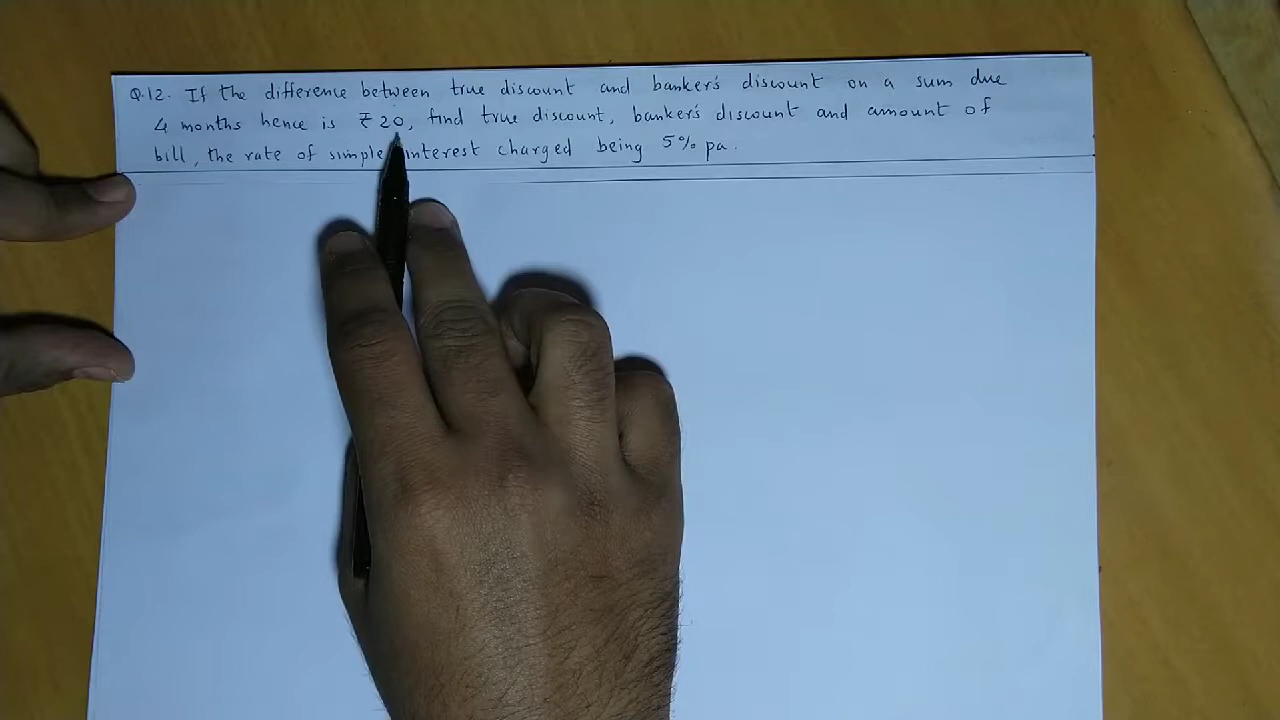 Q.12. If the difference between true discount and banker's discount on a sum due
4 months hence is ₹ 20, find true discount, banker's discount and amount of
bill, the rate of simple interest charged being 5% pa.